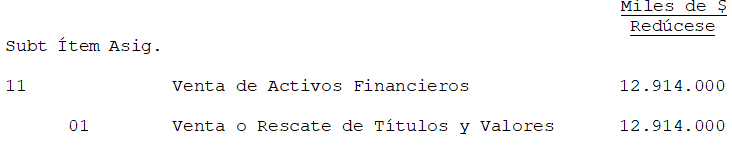 Miles de $
Redúcese
Subt Ítem Asig.
11 Venta de Activos Financieros 12.914.000
01 Venta o Rescate de Títulos y Valores 12.914.000